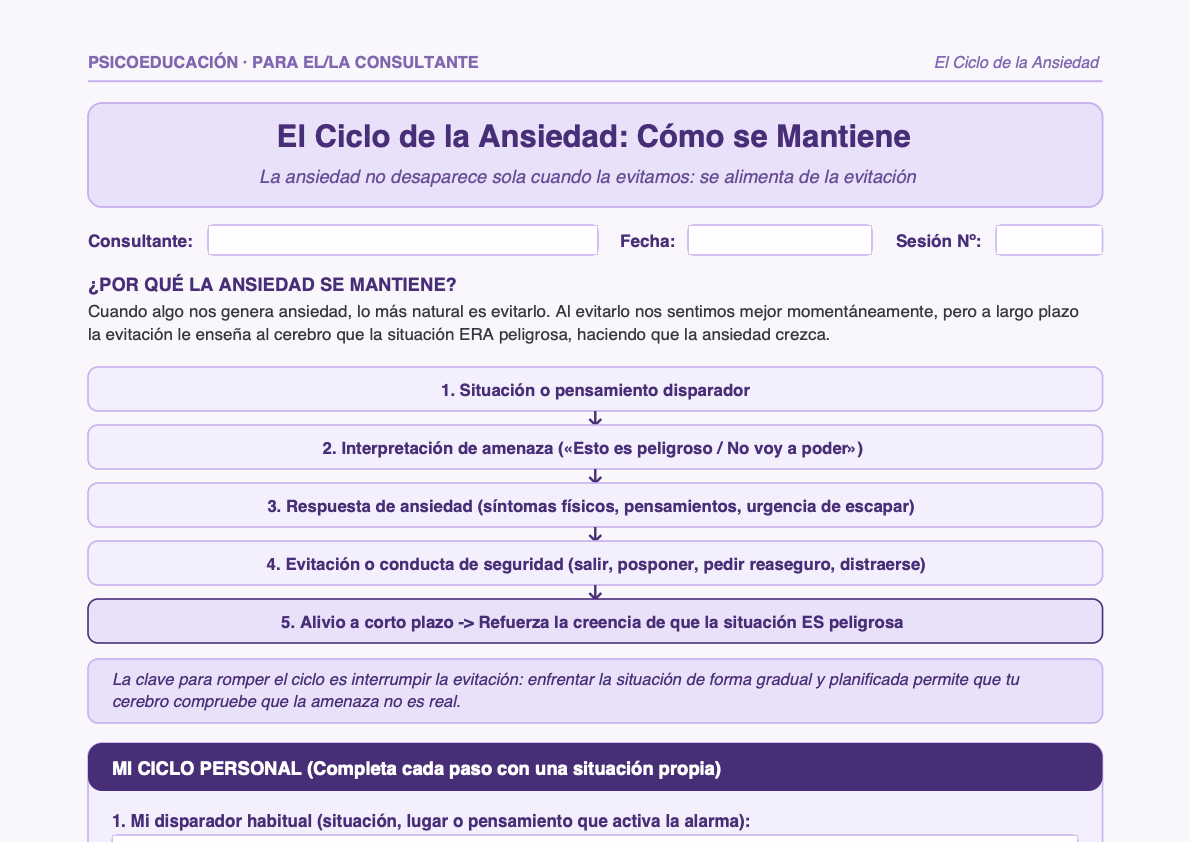 PSICOEDUCACIÓN · PARA EL/LA CONSULTANTE
El Ciclo de la Ansiedad
El Ciclo de la Ansiedad: Cómo se Mantiene
La ansiedad no desaparece sola cuando la evitamos: se alimenta de la evitación
Consultante:
Fecha:
Sesión Nº:
¿POR QUÉ LA ANSIEDAD SE MANTIENE?
Cuando algo nos genera ansiedad, lo más natural es evitarlo. Al evitarlo nos sentimos mejor momentáneamente, pero a largo plazo
la evitación le enseña al cerebro que la situación ERA peligrosa, haciendo que la ansiedad crezca.
1. Situación o pensamiento disparador
↓
2. Interpretación de amenaza («Esto es peligroso / No voy a poder»)
↓
3. Respuesta de ansiedad (síntomas físicos, pensamientos, urgencia de escapar)
↓
4. Evitación o conducta de seguridad (salir, posponer, pedir reaseguro, distraerse)
↓
5. Alivio a corto plazo -> Refuerza la creencia de que la situación ES peligrosa
La clave para romper el ciclo es interrumpir la evitación: enfrentar la situación de forma gradual y planificada permite que tu
cerebro compruebe que la amenaza no es real.
MI CICLO PERSONAL (Completa cada paso con una situación propia)
1. Mi disparador habitual (situación, lugar o pensamiento que activa la alarma):